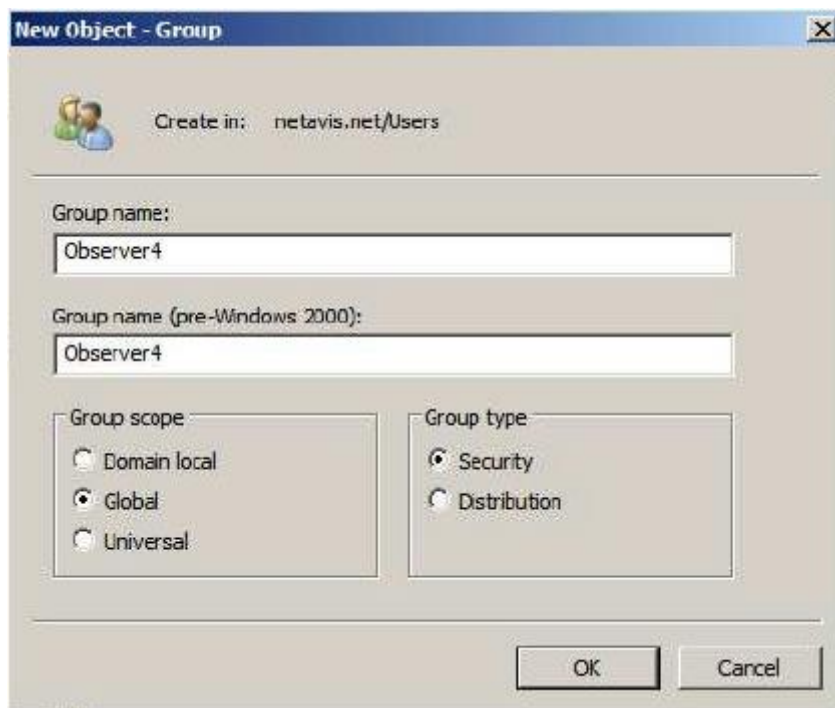 New Object - Group
Create in: netavis.net/Users
Group name:
Observer4
Group name (pre-Windows 2000):
Observer4
Group scope
Domain local
Global
Universal
Group type
Security
Distribution
OK
Cancel